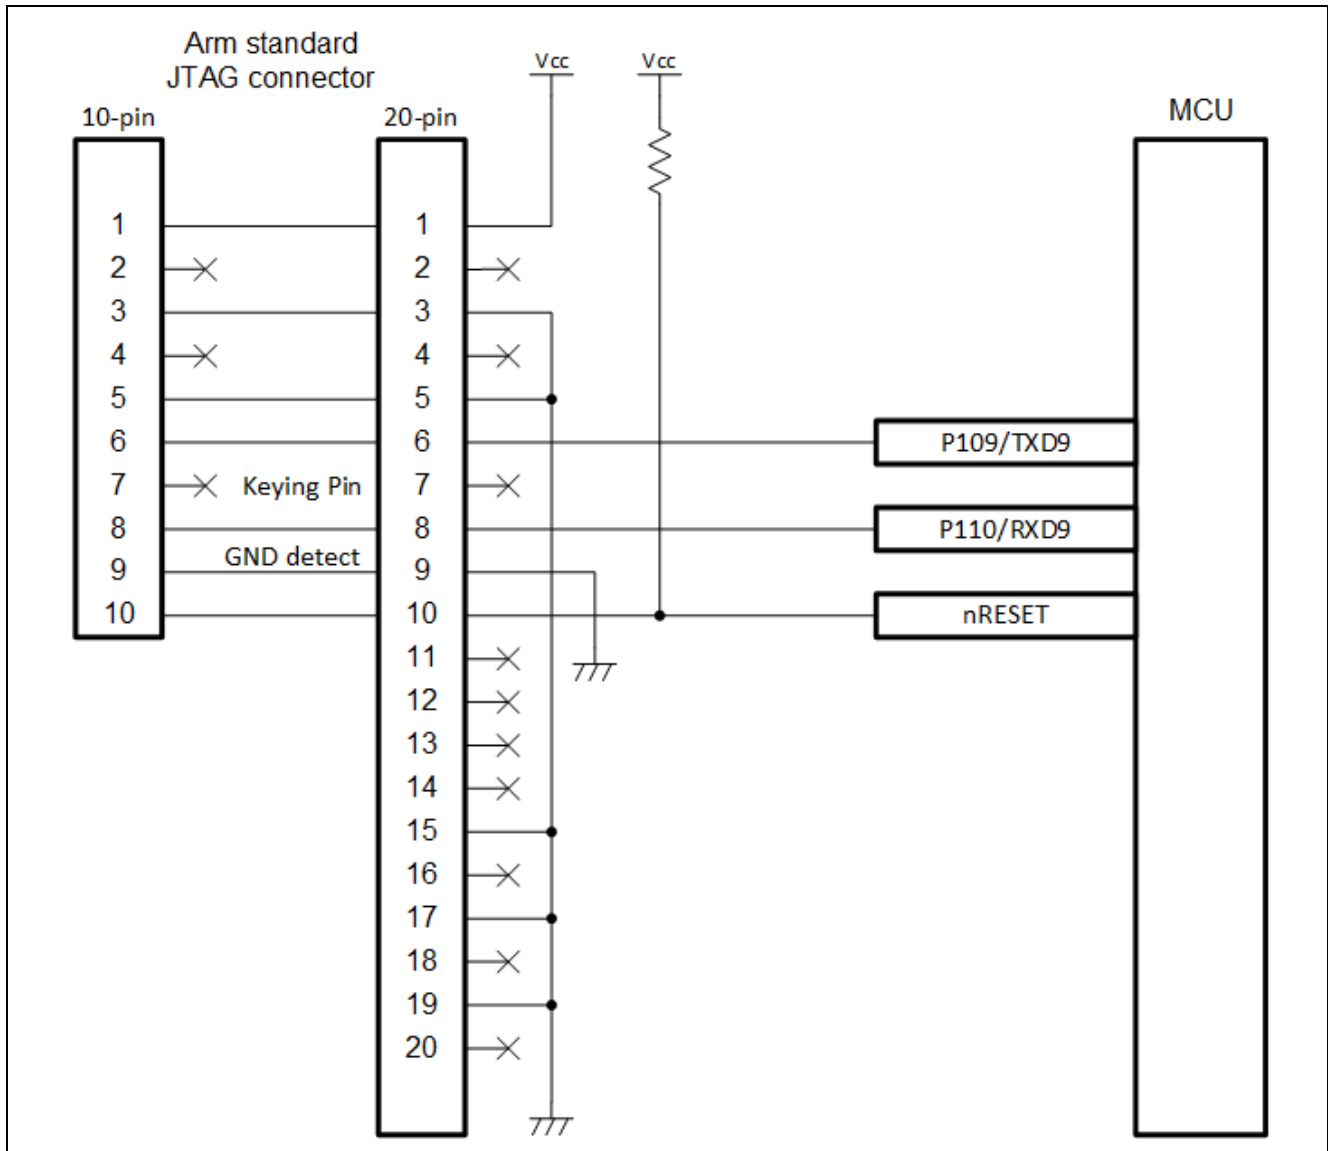 Arm standard
JTAG connector
10-pin 20-pin Vcc Vcc MCU
1 1
2 2
3 3
4 4
5 5
6 6 P109/TXD9
7 Keying Pin 7
8 8 P110/RXD9
GND detect
9 9
10 10 nRESET
11
12
13
14
15
16
17
18
19
20